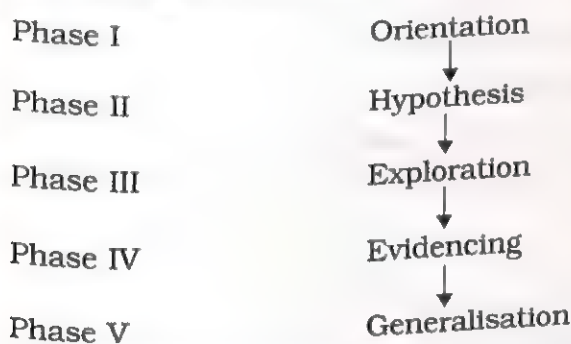 Phase I Orientation
Phase II Hypothesis
Phase III Exploration
Phase IV Evidencing
Phase V Generalisation